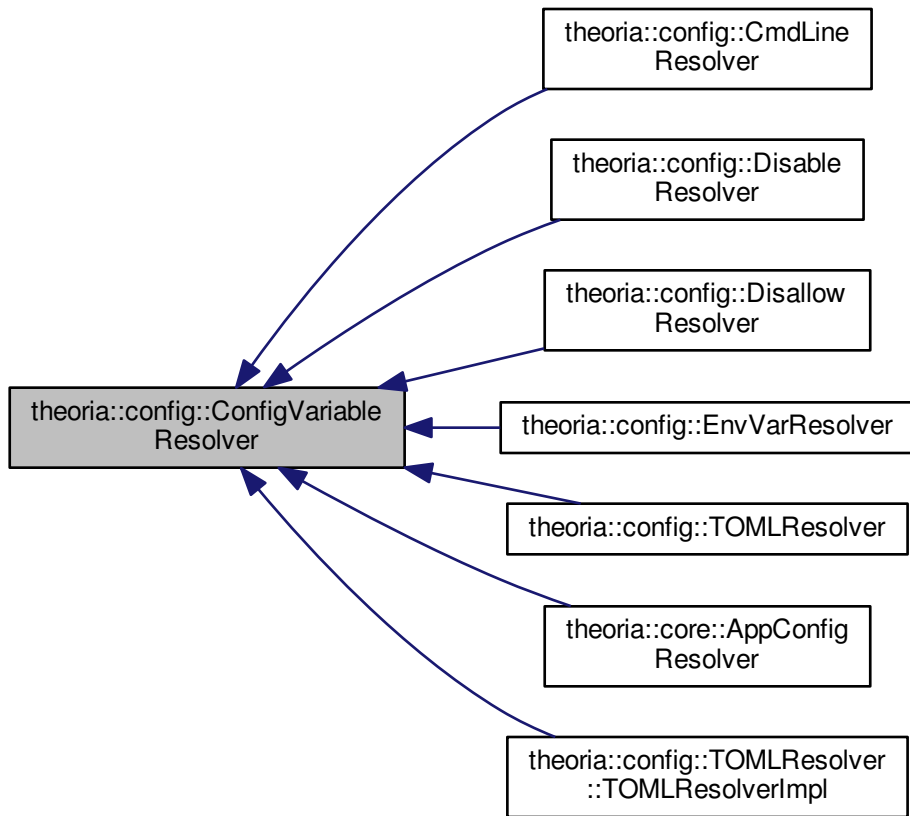 theoria::config::CmdLine
Resolver
theoria::config::Disable
Resolver
theoria::config::Disallow
Resolver
theoria::config::ConfigVariable
Resolver
theoria::config::EnvVarResolver
theoria::config::TOMLResolver
theoria::core::AppConfig
Resolver
theoria::config::TOMLResolver
::TOMLResolverImpl